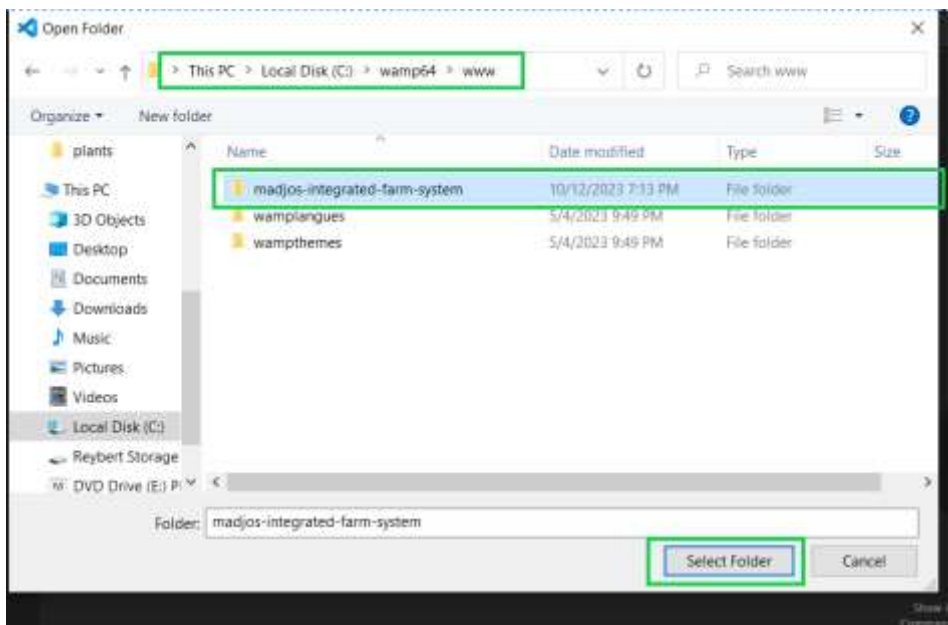 Open Folder
This PC > Local Disk (C:) > wamp64 > www
Search www
Organize
New folder
plants
Name
Date modified
Type
Size
This PC
madjos-integrated-farm-system
10/12/2023 7:13 PM
File folder
3D Objects
wamplangues
5/4/2023 9:49 PM
File folder
Desktop
wampthemes
5/4/2023 9:49 PM
File folder
Documents
Downloads
Music
Pictures
Videos
Local Disk (C:)
Reybert Storage
DVD Drive (E:) P
Folder:
madjos-integrated-farm-system
Select Folder
Cancel
Show